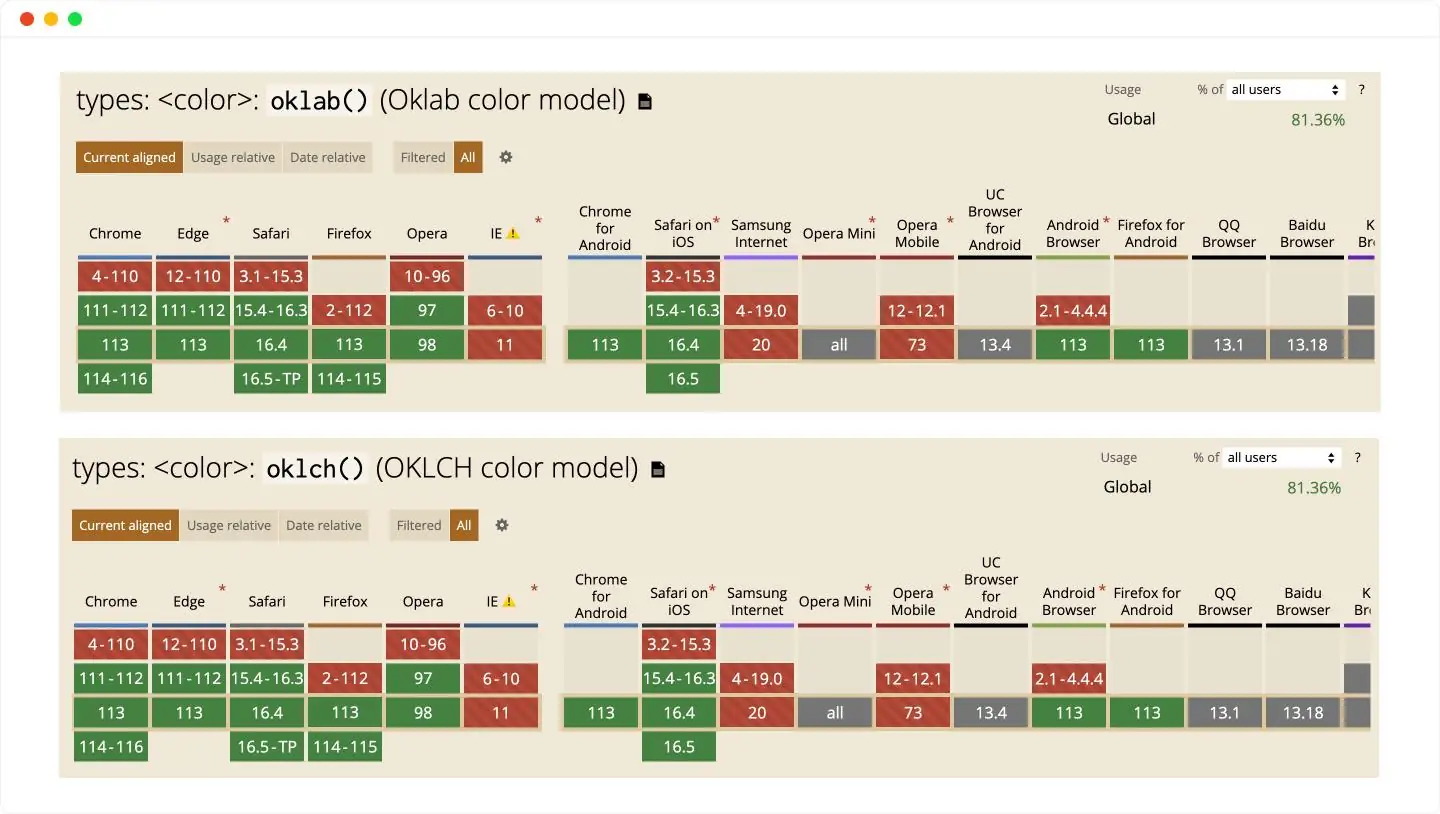 types: <color>: oklab() (Oklab color model)
Usage % of all users ?
Global 81.36%
Current aligned Usage relative Date relative Filtered All
Chrome Edge * Safari Firefox Opera IE * Chrome for Android Safari on iOS * Samsung Internet Opera Mini * Opera Mobile * UC Browser for Android Android Browser * Firefox for Android QQ Browser Baidu Browser K Br
4-110 12-110 3.1-15.3 10-96 3.2-15.3
111-112 111-112 15.4-16.3 2-112 97 6-10 15.4-16.3 4-19.0 12-12.1 2.1-4.4.4
113 113 16.4 113 98 11 113 16.4 20 all 73 13.4 113 113 13.1 13.18
114-116 16.5-TP 114-115 16.5
types: <color>: oklch() (OKLCH color model)
Usage % of all users ?
Global 81.36%
Current aligned Usage relative Date relative Filtered All
Chrome Edge * Safari Firefox Opera IE * Chrome for Android Safari on iOS * Samsung Internet Opera Mini * Opera Mobile * UC Browser for Android Android Browser * Firefox for Android QQ Browser Baidu Browser K Br
4-110 12-110 3.1-15.3 10-96 3.2-15.3
111-112 111-112 15.4-16.3 2-112 97 6-10 15.4-16.3 4-19.0 12-12.1 2.1-4.4.4
113 113 16.4 113 98 11 113 16.4 20 all 73 13.4 113 113 13.1 13.18
114-116 16.5-TP 114-115 16.5